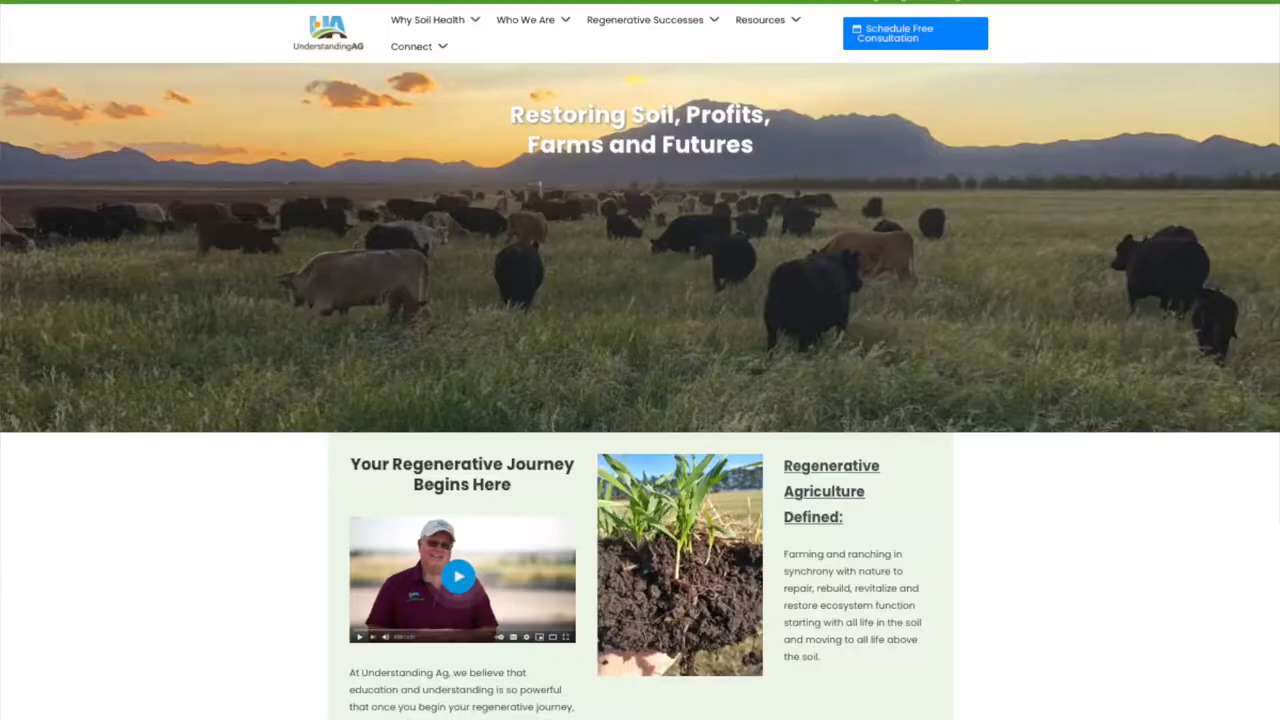 Why Soil Health
Who We Are
Regenerative Successes
Resources
Connect
UnderstandingAG
Schedule Free
Consultation
Restoring Soil, Profits,
Farms and Futures
Your Regenerative Journey
Begins Here
At Understanding Ag, we believe that
education and understanding is so powerful
that once you begin your regenerative journey,
Regenerative
Agriculture
Defined:
Farming and ranching in
synchrony with nature to
repair, rebuild, revitalize and
restore ecosystem function
starting with all life in the soil
and moving to all life above
the soil.